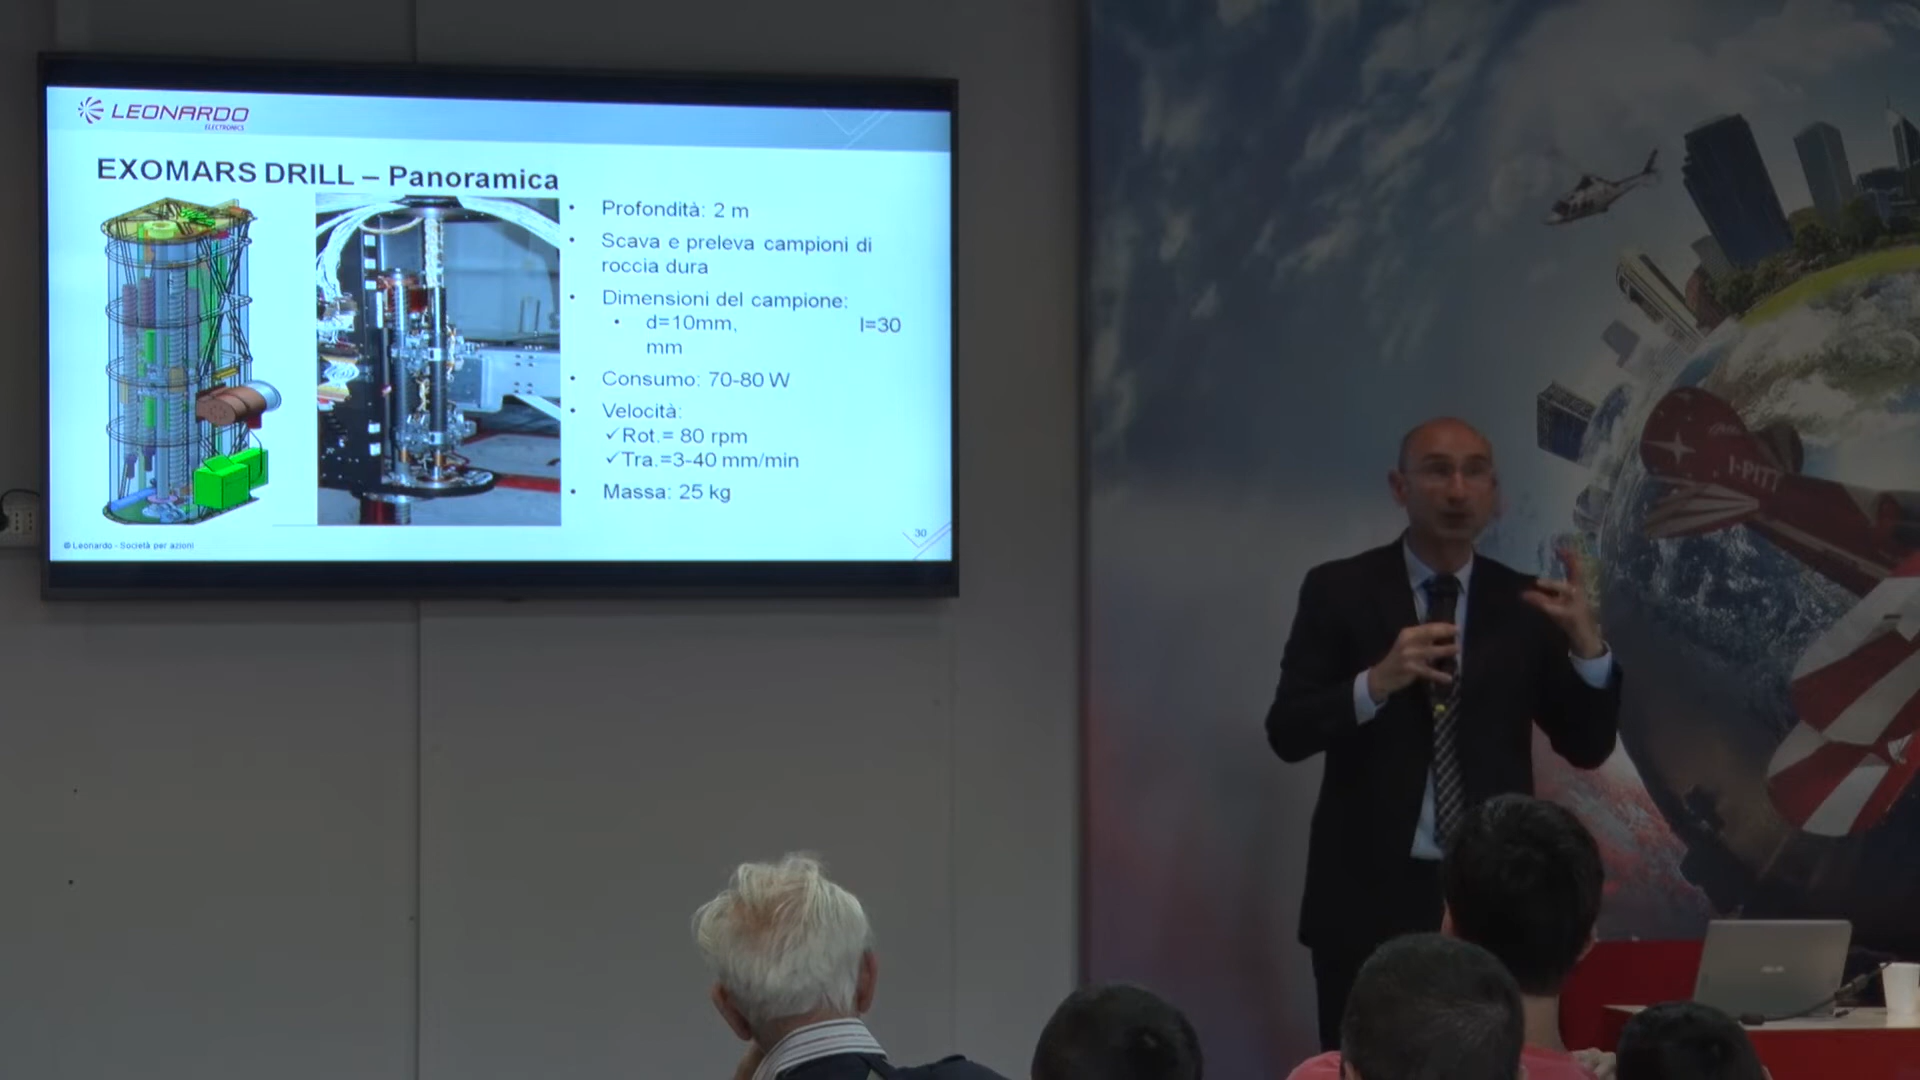 LEONARDO
ELECTRONICS
EXOMARS DRILL – Panoramica
• Profondità: 2 m
• Scava e preleva campioni di
roccia dura
• Dimensioni del campione:
• d=10mm, l=30
mm
• Consumo: 70-80 W
• Velocità:
✓Rot.= 80 rpm
✓Tra.=3-40 mm/min
• Massa: 25 kg
© Leonardo - Società per azioni
30
I-PITT